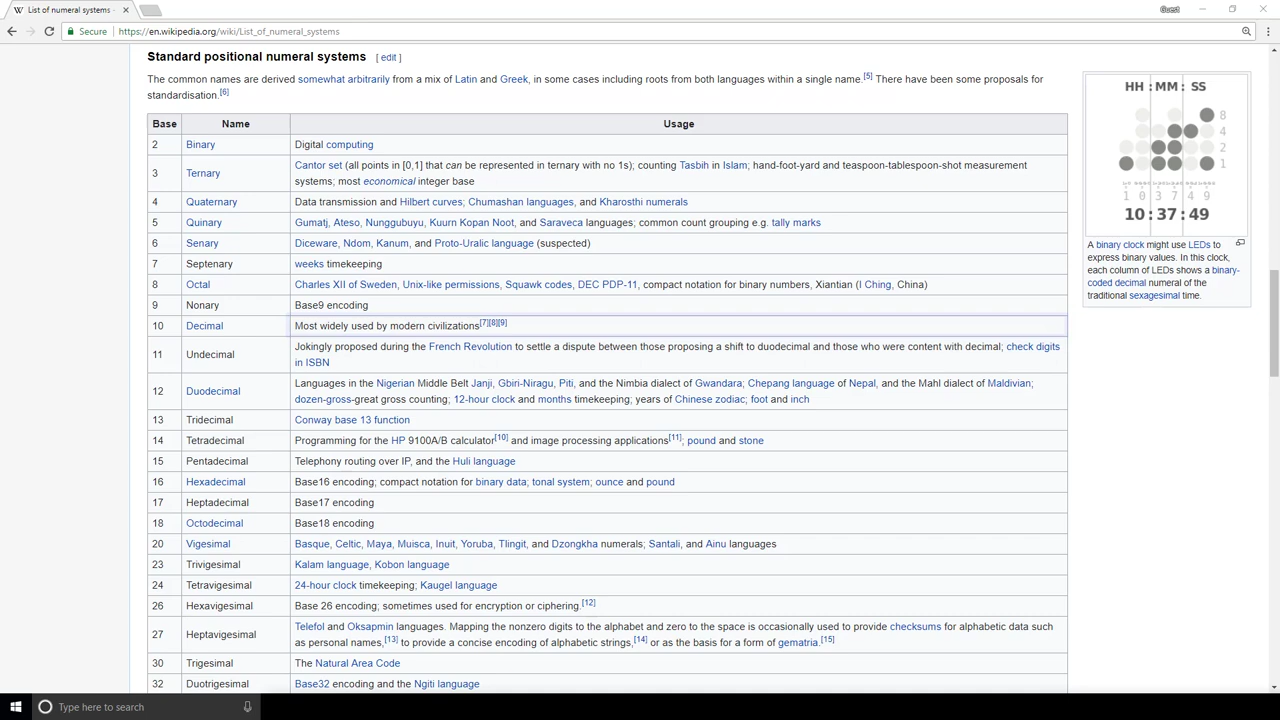 List of numeral systems -
Guest
Secure
https://en.wikipedia.org/wiki/List_of_numeral_systems
Standard positional numeral systems [ edit ]
The common names are derived somewhat arbitrarily from a mix of Latin and Greek, in some cases including roots from both languages within a single name.[5] There have been some proposals for
standardisation.[6]
Base Name Usage
2 Binary Digital computing
3 Ternary Cantor set (all points in [0,1] that can be represented in ternary with no 1s); counting Tasbih in Islam; hand-foot-yard and teaspoon-tablespoon-shot measurement
systems; most economical integer base
4 Quaternary Data transmission and Hilbert curves; Chumashan languages, and Kharosthi numerals
5 Quinary Gumatj, Ateso, Nunggubuyu, Kuurn Kopan Noot, and Saraveca languages; common count grouping e.g. tally marks
6 Senary Diceware, Ndom, Kanum, and Proto-Uralic language (suspected)
7 Septenary weeks timekeeping
8 Octal Charles XII of Sweden, Unix-like permissions, Squawk codes, DEC PDP-11, compact notation for binary numbers, Xiantian (I Ching, China)
9 Nonary Base9 encoding
10 Decimal Most widely used by modern civilizations[7][8][9]
11 Undecimal Jokingly proposed during the French Revolution to settle a dispute between those proposing a shift to duodecimal and those who were content with decimal; check digits
in ISBN
12 Duodecimal Languages in the Nigerian Middle Belt Janji, Gbiri-Niragu, Piti, and the Nimbia dialect of Gwandara; Chepang language of Nepal, and the Mahl dialect of Maldivian;
dozen-gross-great gross counting; 12-hour clock and months timekeeping; years of Chinese zodiac; foot and inch
13 Tridecimal Conway base 13 function
14 Tetradecimal Programming for the HP 9100A/B calculator[10] and image processing applications[11]; pound and stone
15 Pentadecimal Telephony routing over IP, and the Huli language
16 Hexadecimal Base16 encoding; compact notation for binary data; tonal system; ounce and pound
17 Heptadecimal Base17 encoding
18 Octodecimal Base18 encoding
20 Vigesimal Basque, Celtic, Maya, Muisca, Inuit, Yoruba, Tlingit, and Dzongkha numerals; Santali, and Ainu languages
23 Trivigesimal Kalam language, Kobon language
24 Tetravigesimal 24-hour clock timekeeping; Kaugel language
26 Hexavigesimal Base 26 encoding; sometimes used for encryption or ciphering.[12]
27 Heptavigesimal Telefol and Oksapmin languages. Mapping the nonzero digits to the alphabet and zero to the space is occasionally used to provide checksums for alphabetic data such
as personal names,[13] to provide a concise encoding of alphabetic strings,[14] or as the basis for a form of gematria.[15]
30 Trigesimal The Natural Area Code
32 Duotrigesimal Base32 encoding and the Ngiti language
HH : MM : SS
8
4
2
1
1 0 3 7 4 9
10:37:49
A binary clock might use LEDs to
express binary values. In this clock,
each column of LEDs shows a binary-
coded decimal numeral of the
traditional sexagesimal time.
Type here to search